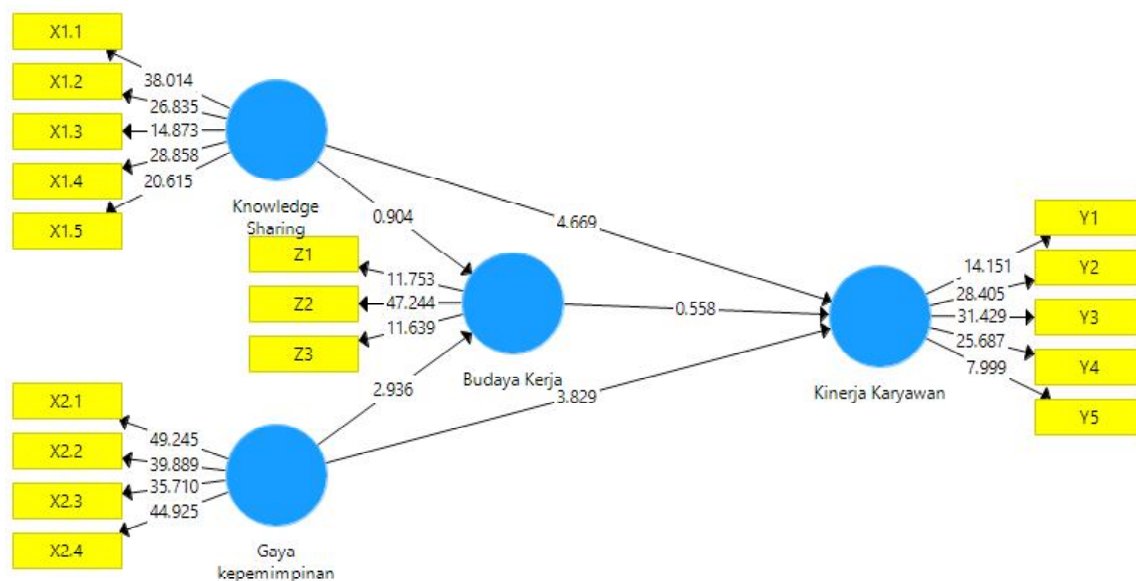 X1.1
X1.2
X1.3
X1.4
X1.5
38.014
26.835
14.873
28.858
20.615
Knowledge
Sharing
0.904
4.669
Z1
Z2
Z3
11.753
47.244
11.639
Budaya Kerja
0.558
2.936
3.829
Kinerja Karyawan
Y1
Y2
Y3
Y4
Y5
14.151
28.405
31.429
25.687
7.999
X2.1
X2.2
X2.3
X2.4
49.245
39.889
35.710
44.925
Gaya
kepemimpinan